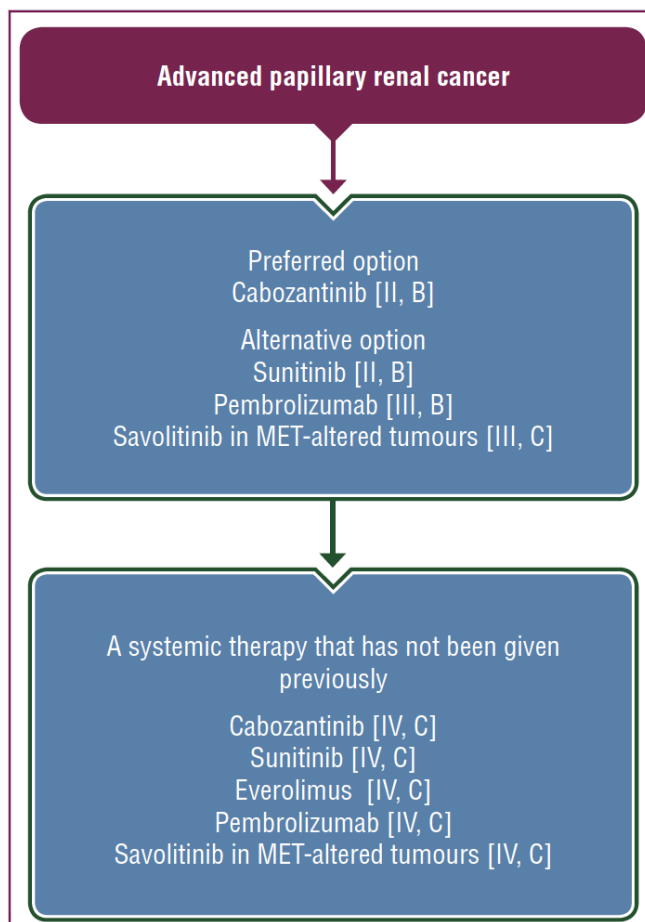 Advanced papillary renal cancer
Preferred option
Cabozantinib [II, B]
Alternative option
Sunitinib [II, B]
Pembrolizumab [III, B]
Savolitinib in MET-altered tumours [III, C]
A systemic therapy that has not been given
previously
Cabozantinib [IV, C]
Sunitinib [IV, C]
Everolimus [IV, C]
Pembrolizumab [IV, C]
Savolitinib in MET-altered tumours [IV, C]